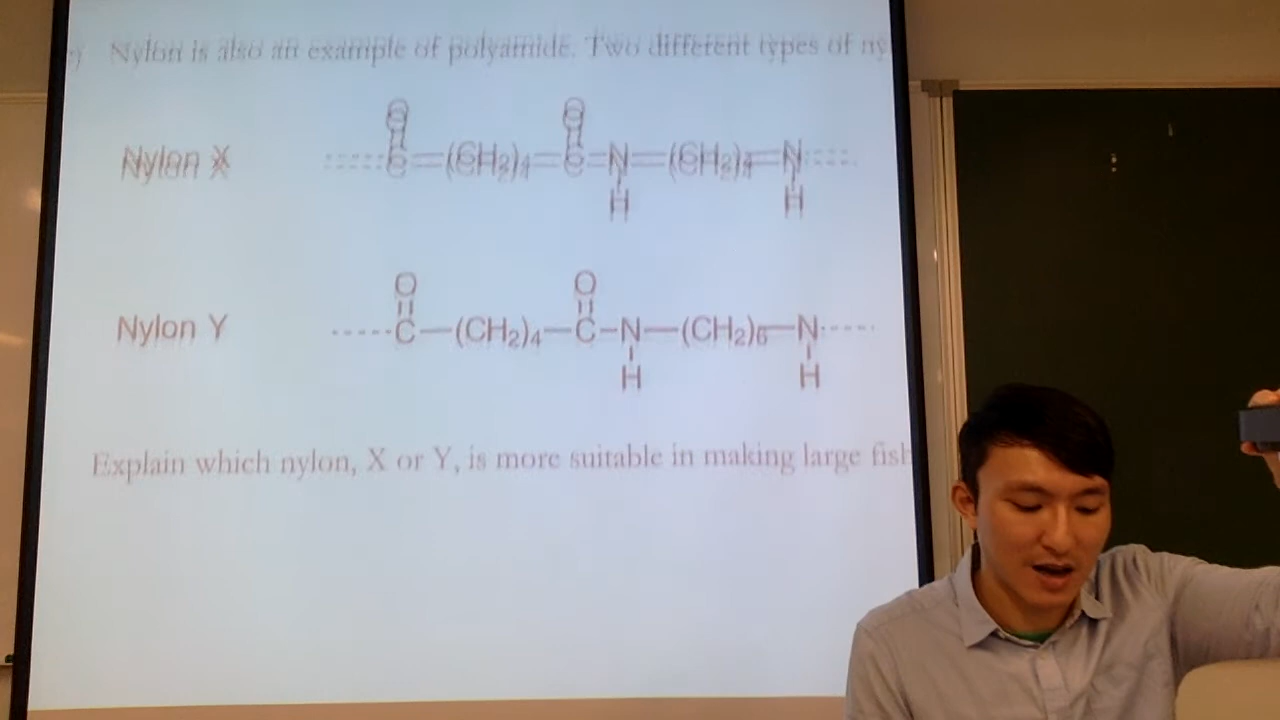 Nylon is also an example of polyamide. Two different types of ny
Nylon X
O O
C (CH₂)₄ C N (CH₂)₄ N
H H
Nylon Y
O O
C (CH₂)₄ C N (CH₂)₆ N
H H
Explain which nylon, X or Y, is more suitable in making large fish